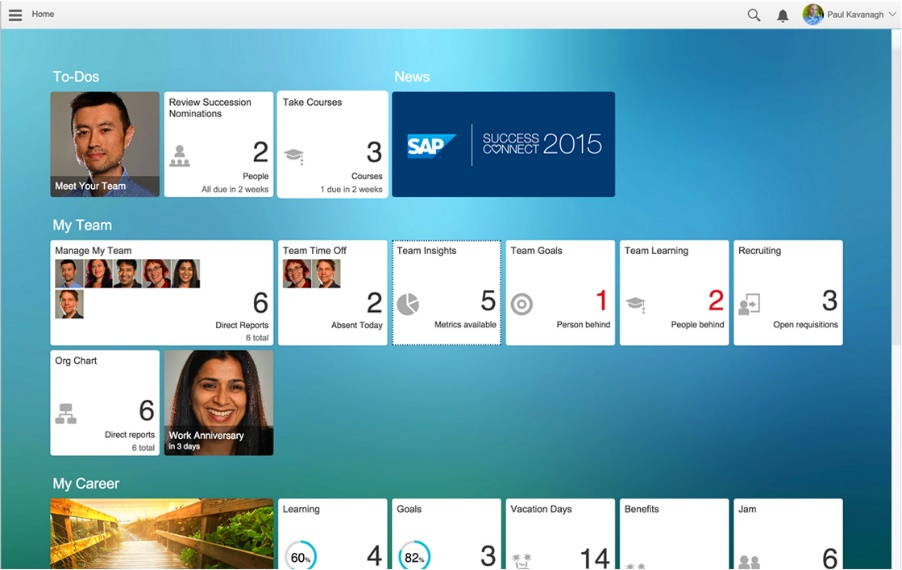 Home
Paul Kavanagh
To-Dos
News
Meet Your Team
Review Succession
Nominations
2
People
All due in 2 weeks
Take Courses
3
Courses
1 due in 2 weeks
SAP
SUCCESS
CONNECT
2015
My Team
Manage My Team
6
Direct Reports
6 total
Team Time Off
2
Absent Today
Team Insights
5
Metrics available
Team Goals
1
Person behind
Team Learning
2
People behind
Recruiting
3
Open requisitions
Org Chart
6
Direct reports
6 total
Work Anniversary
in 3 days
My Career
Learning
60%
4
Goals
82%
3
Vacation Days
14
Benefits
Jam
6